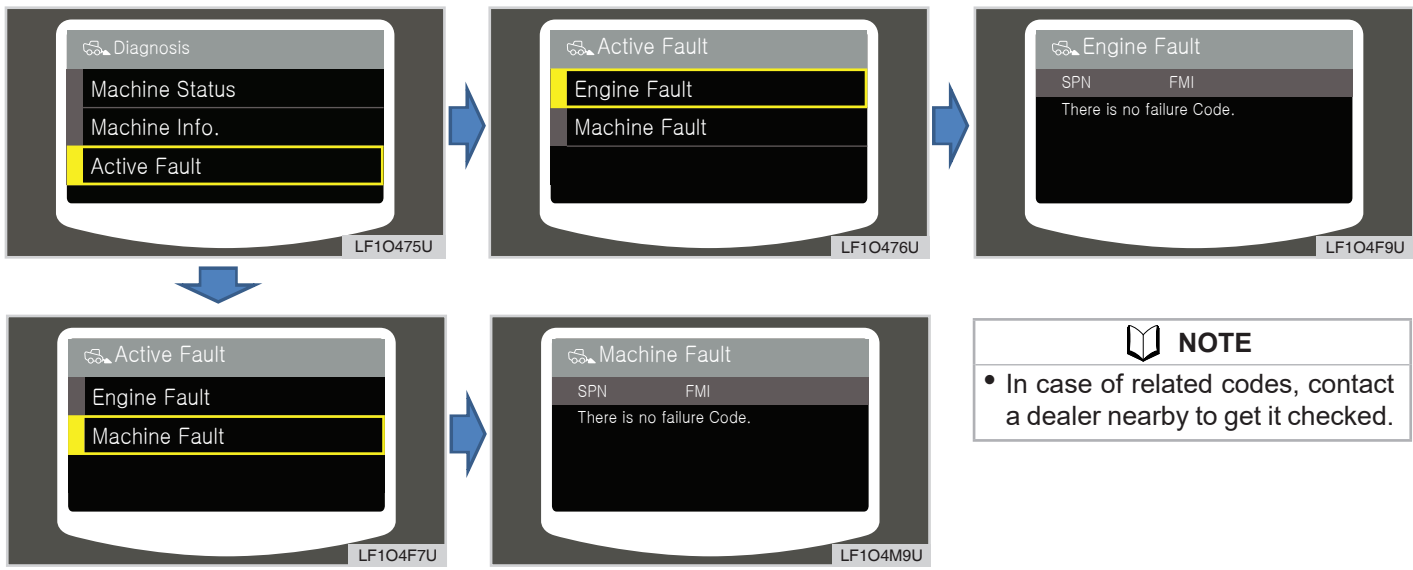 Diagnosis
Machine Status
Machine Info.
Active Fault
LF1O475U
Active Fault
Engine Fault
Machine Fault
LF1O476U
Engine Fault
SPN FMI
There is no failure Code.
LF1O4F9U
Active Fault
Engine Fault
Machine Fault
LF1O4F7U
Machine Fault
SPN FMI
There is no failure Code.
LF1O4M9U
NOTE
• In case of related codes, contact
a dealer nearby to get it checked.